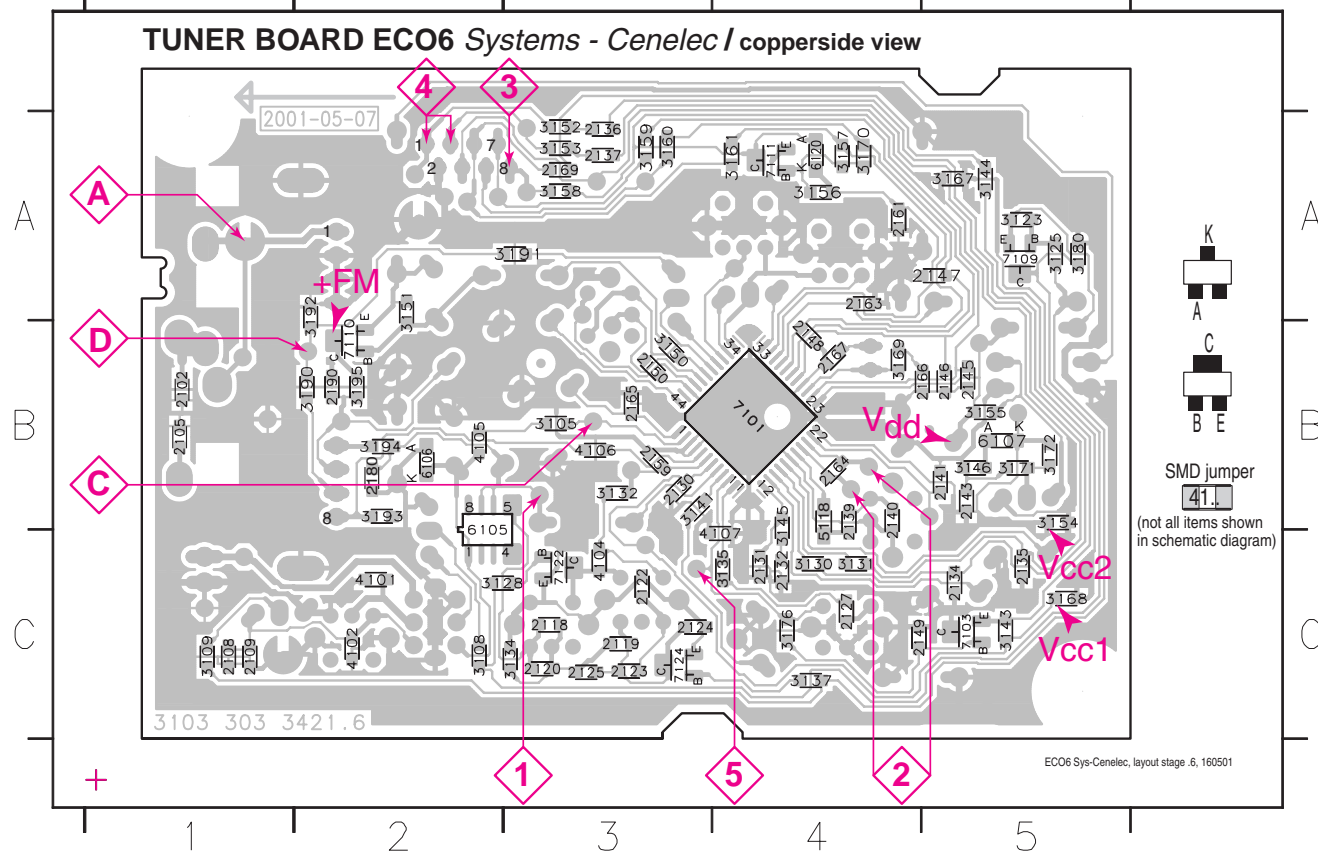 TUNER BOARD ECO6 Systems - Cenelec / copperside view
4 3
2001-05-07
1 7
2 8
3152 2136
3153 2137
2169
3158
3159 3160
3161 C 7111 E B
A 6120 K
3157 3170
3156
3167 3144
2161
3123
E B
7109
C
3125 3180
A
A A
1
3191
2147
2163
+FM
3192
3151
7110 E
C B
D
3190 2190 3195
2102
2105
3150
2150
2165
34 33
44 23
7101
1 22
11 12
2148
2167
3169
2166 2146 2145
3155
A K
6107
3146 3171
3172
Vdd
B B
3105
4106
4105
3194
A
6106
K
2180
3193
8
2159
2130
3141
3132
C
8 5
6105
1 4
2164
5118 2139 2140
2141
2143
3154
Vcc2
4107
3145
3135
2131
2132
3130 3131
2135
2134
3168
Vcc1
B
7122 C
E
4104
3128
2122
4101
2127
C C
2118
2119
2124
3176
2149
C 7103 E
B
3143
3109 2108 2109
4102
3108
3134
2120 2125 2123
C 7124 E
B
3137
3103 303 3421.6
1 5 2
ECO6 Sys-Cenelec, layout stage .6, 160501
K
A
C
B E
SMD jumper
41..
(not all items shown
in schematic diagram)
1 2 3 4 5